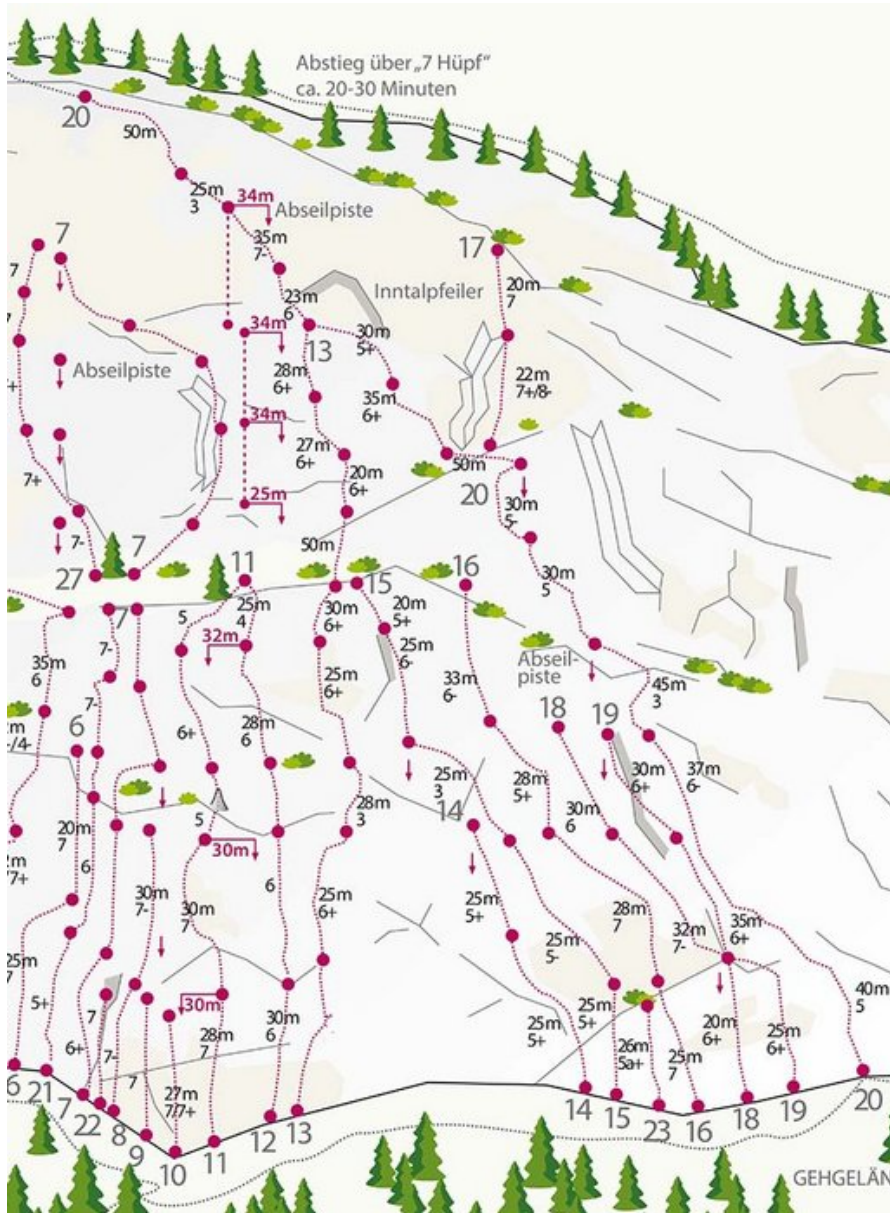 Abstieg über „7 Hüpf“
ca. 20-30 Minuten
20
50m
25m
3
34m
Abseilpiste
35m
7-
17
7
7
20m
7
23m
6
Inntalpfeiler
34m
13
30m
5+
Abseilpiste
28m
6+
22m
7+/8-
35m
6+
34m
27m
6+
7+
20m
6+
50m
20
25m
30m
5-
7-
50m
27
7
11
15
16
30m
5
7
5
25m
4
30m
6+
20m
5+
7-
32m
25m
6-
35m
6
25m
6+
33m
6-
Abseil-
piste
45m
3
7-
18
19
6
6+
28m
6
25m
3
28m
5+
30m
6+
37m
6-
14
20m
7
5
28m
3
30m
6
30m
6
6
30m
7-
30m
7
25m
6+
25m
5+
28m
7
32m
7-
35m
6+
25m
7
25m
5-
5+
7
30m
30m
6
25m
5+
40m
5
6+
7-
28m
7
25m
5+
26m
5a+
25m
7
20m
6+
25m
6+
7
27m
7/7+
6
21
7
22
8
9
10
11
12
13
14
15
23
16
18
19
20
GEHGELÄN